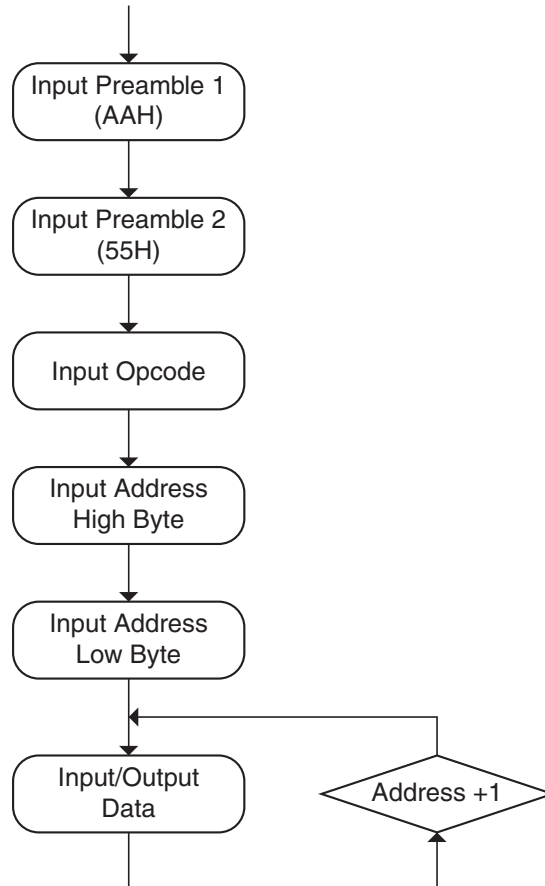 Input Preamble 1
(AAH)
Input Preamble 2
(55H)
Input Opcode
Input Address
High Byte
Input Address
Low Byte
Input/Output
Data
Address +1